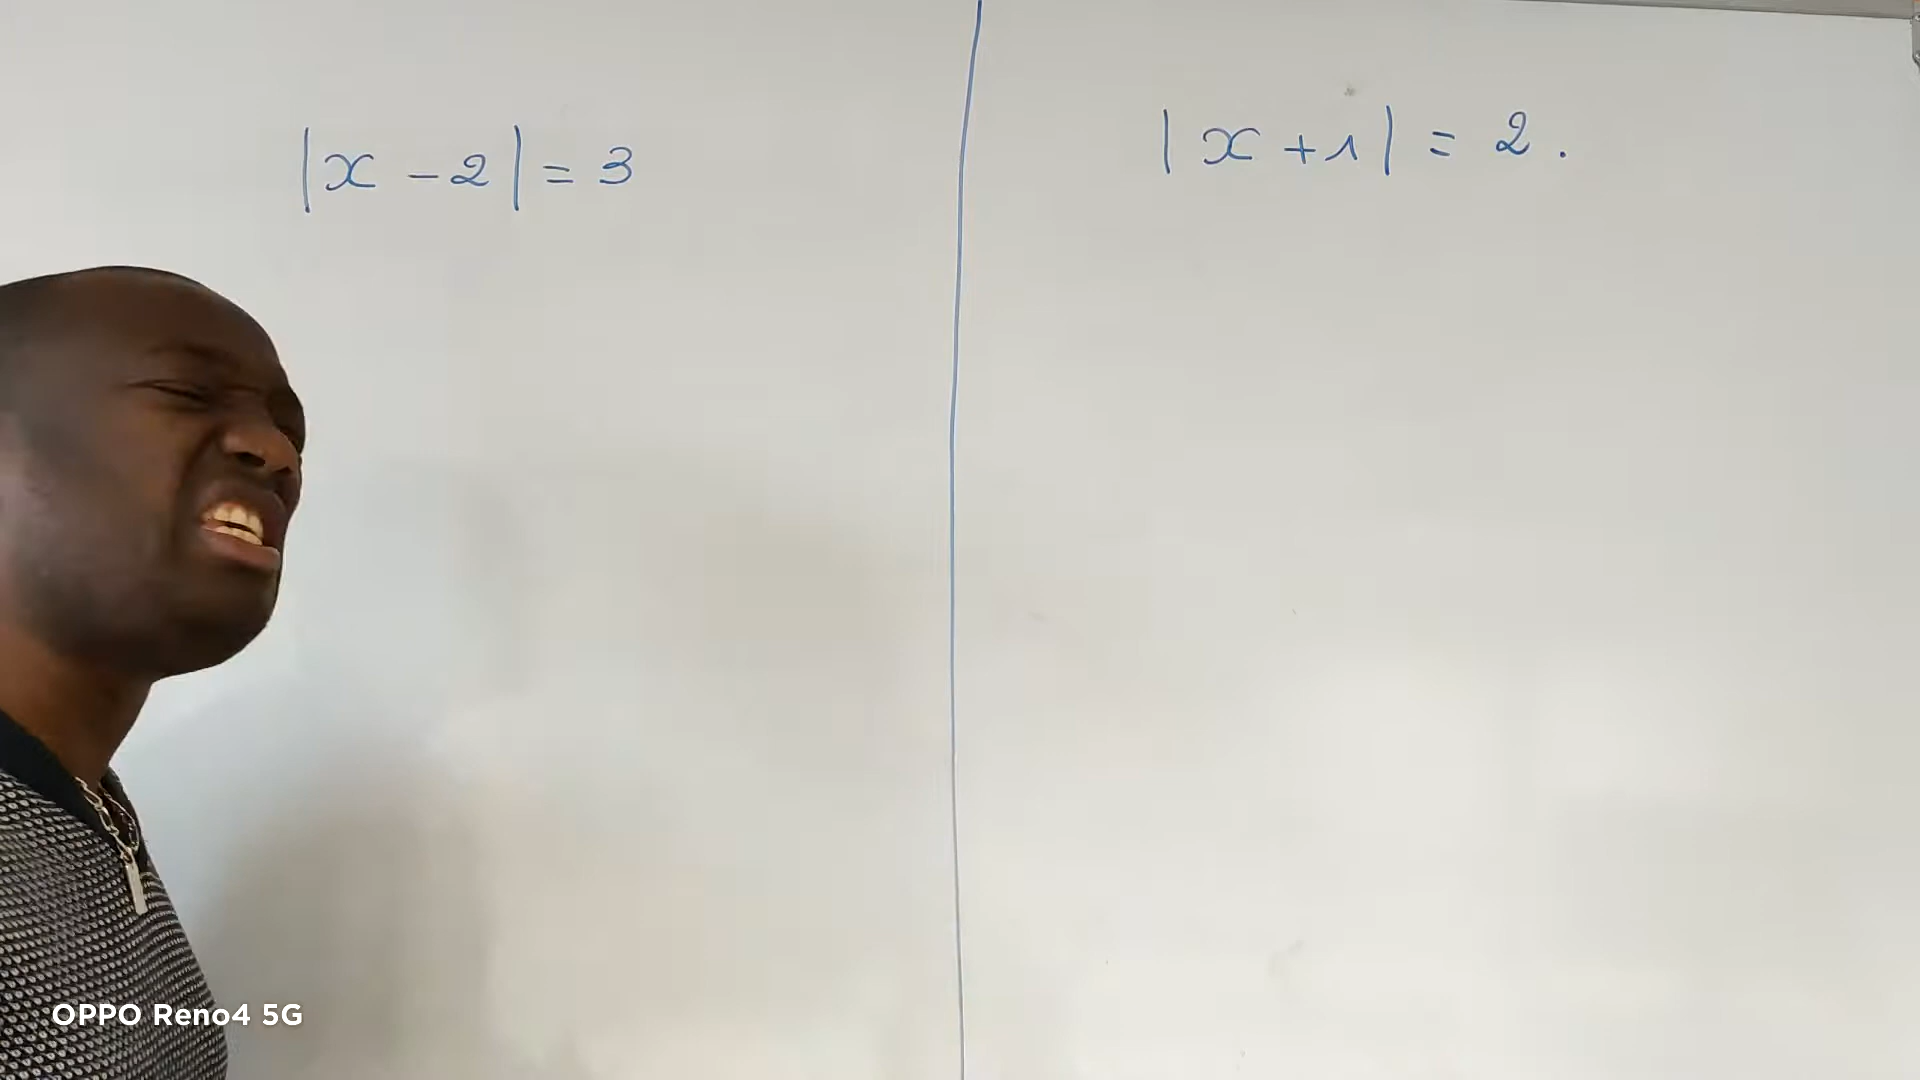 |x - 2| = 3
|x + 1| = 2.
OPPO Reno4 5G